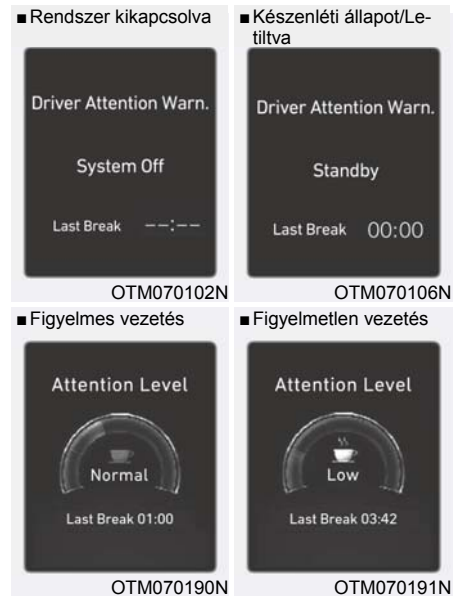 ■ Rendszer kikapcsolva
Driver Attention Warn.
System Off
Last Break --:--
OTM070102N
■ Készenléti állapot/Le-
tiltva
Driver Attention Warn.
Standby
Last Break 00:00
OTM070106N
■ Figyelmes vezetés
Attention Level
Normal
Last Break 01:00
OTM070190N
■ Figyelmetlen vezetés
Attention Level
Low
Last Break 03:42
OTM070191N